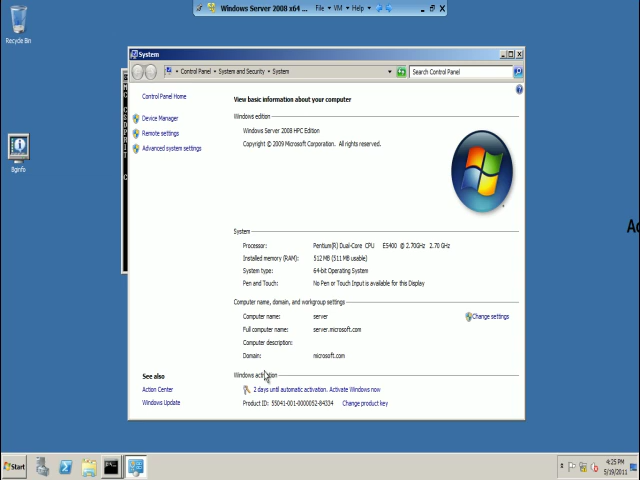 Windows Server 2008 x64 ...
File
VM
Help
Recycle Bin
System
Control Panel
System and Security
System
Search Control Panel
Control Panel Home
View basic information about your computer
Device Manager
Windows edition
Remote settings
Windows Server 2008 HPC Edition
Advanced system settings
Copyright © 2009 Microsoft Corporation. All rights reserved.
BgInfo
System
Processor: Pentium(R) Dual-Core CPU E5400 @ 2.70GHz 2.70 GHz
Installed memory (RAM): 512 MB (511 MB usable)
System type: 64-bit Operating System
Pen and Touch: No Pen or Touch Input is available for this Display
Computer name, domain, and workgroup settings
Computer name: server
Change settings
Full computer name: server.microsoft.com
Computer description:
Domain: microsoft.com
See also
Windows activation
Action Center
2 days until automatic activation. Activate Windows now
Windows Update
Product ID: 55041-001-0000052-84334 Change product key
Start
4:25 PM
5/19/2011